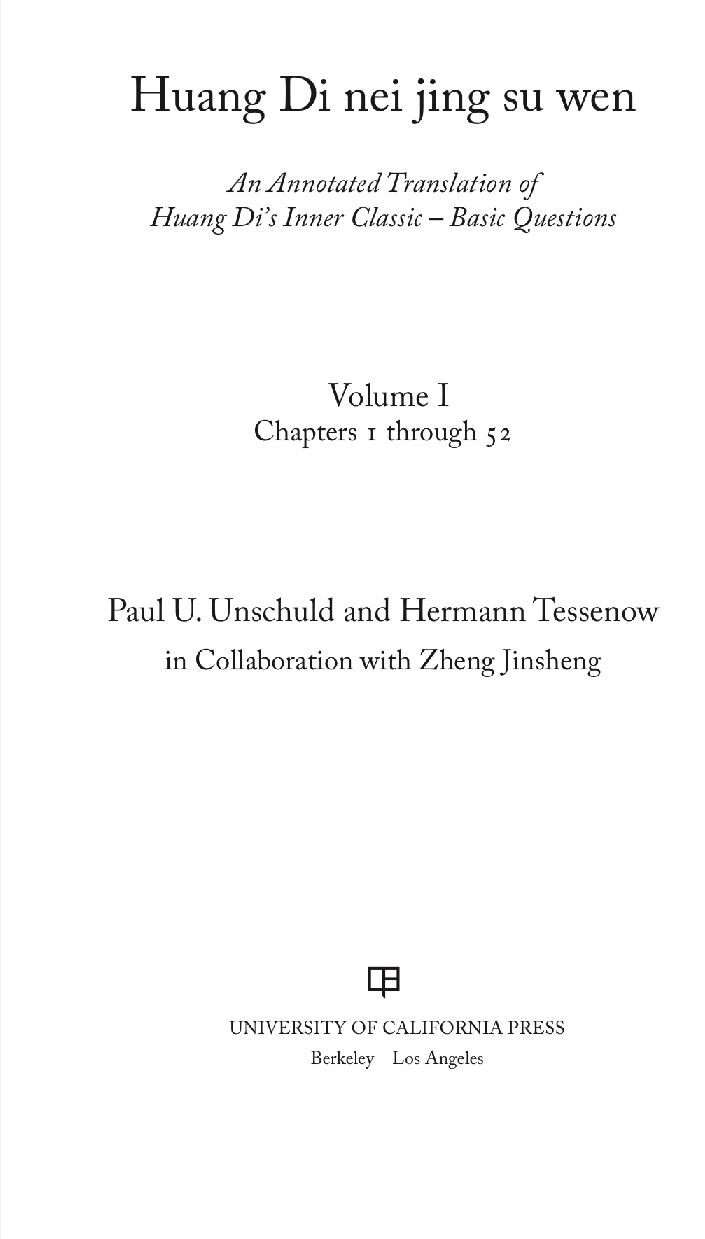 Huang Di nei jing su wen
An Annotated Translation of
Huang Di’s Inner Classic – Basic Questions
Volume I
Chapters 1 through 52
Paul U. Unschuld and Hermann Tessenow
in Collaboration with Zheng Jinsheng
UNIVERSITY OF CALIFORNIA PRESS
Berkeley Los Angeles